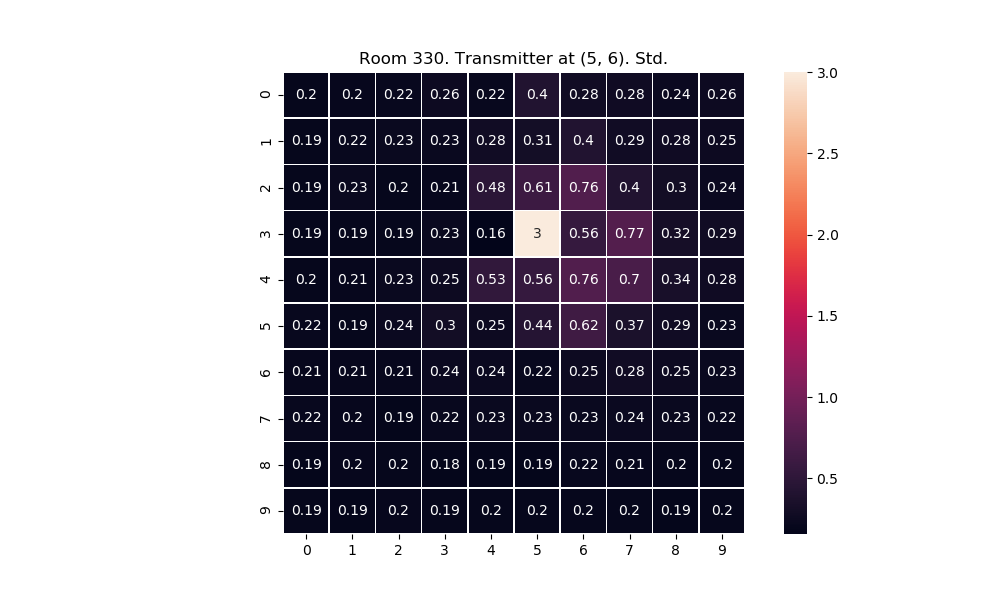 Room 330. Transmitter at (5, 6). Std.
0 0.2 0.2 0.22 0.26 0.22 0.4 0.28 0.28 0.24 0.26
1 0.19 0.22 0.23 0.23 0.28 0.31 0.4 0.29 0.28 0.25
2 0.19 0.23 0.2 0.21 0.48 0.61 0.76 0.4 0.3 0.24
3 0.19 0.19 0.19 0.23 0.16 3 0.56 0.77 0.32 0.29
4 0.2 0.21 0.23 0.25 0.53 0.56 0.76 0.7 0.34 0.28
5 0.22 0.19 0.24 0.3 0.25 0.44 0.62 0.37 0.29 0.23
6 0.21 0.21 0.21 0.24 0.24 0.22 0.25 0.28 0.25 0.23
7 0.22 0.2 0.19 0.22 0.23 0.23 0.23 0.24 0.23 0.22
8 0.19 0.2 0.2 0.18 0.19 0.19 0.22 0.21 0.2 0.2
9 0.19 0.19 0.2 0.19 0.2 0.2 0.2 0.2 0.19 0.2
0 1 2 3 4 5 6 7 8 9
3.0
2.5
2.0
1.5
1.0
0.5